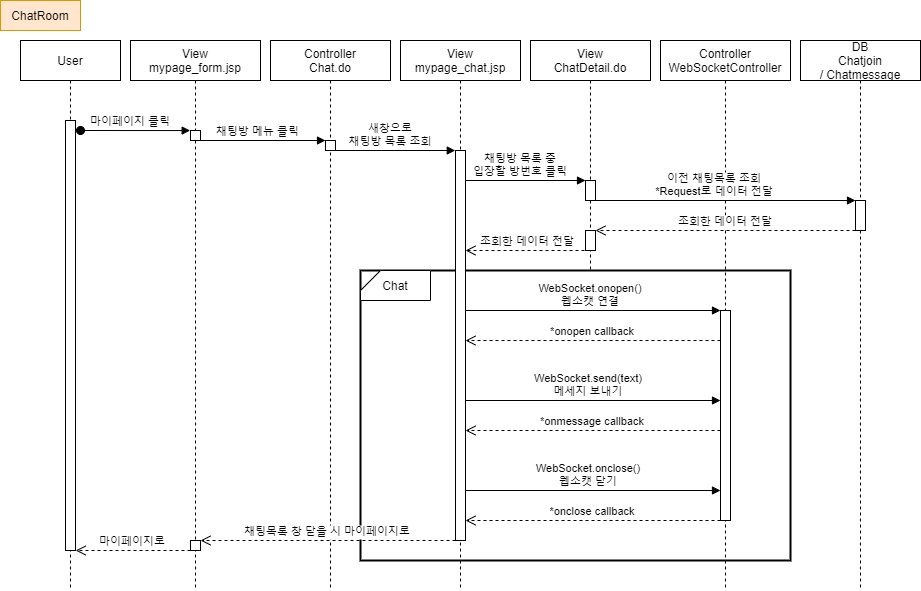 ChatRoom
User
View
mypage_form.jsp
Controller
Chat.do
View
mypage_chat.jsp
View
ChatDetail.do
Controller
WebSocketController
DB
Chatjoin
/ Chatmessage
마이페이지 클릭
채팅방 메뉴 클릭
새창으로
채팅방 목록 조회
채팅방 목록 중
입장할 방번호 클릭
이전 채팅목록 조회
*Request로 데이터 전달
조회한 데이터 전달
조회한 데이터 전달
Chat
WebSocket.onopen()
웹소캣 연결
*onopen callback
WebSocket.send(text)
메세지 보내기
*onmessage callback
WebSocket.onclose()
웹소캣 닫기
*onclose callback
채팅목록 창 닫을 시 마이페이지로
마이페이지로